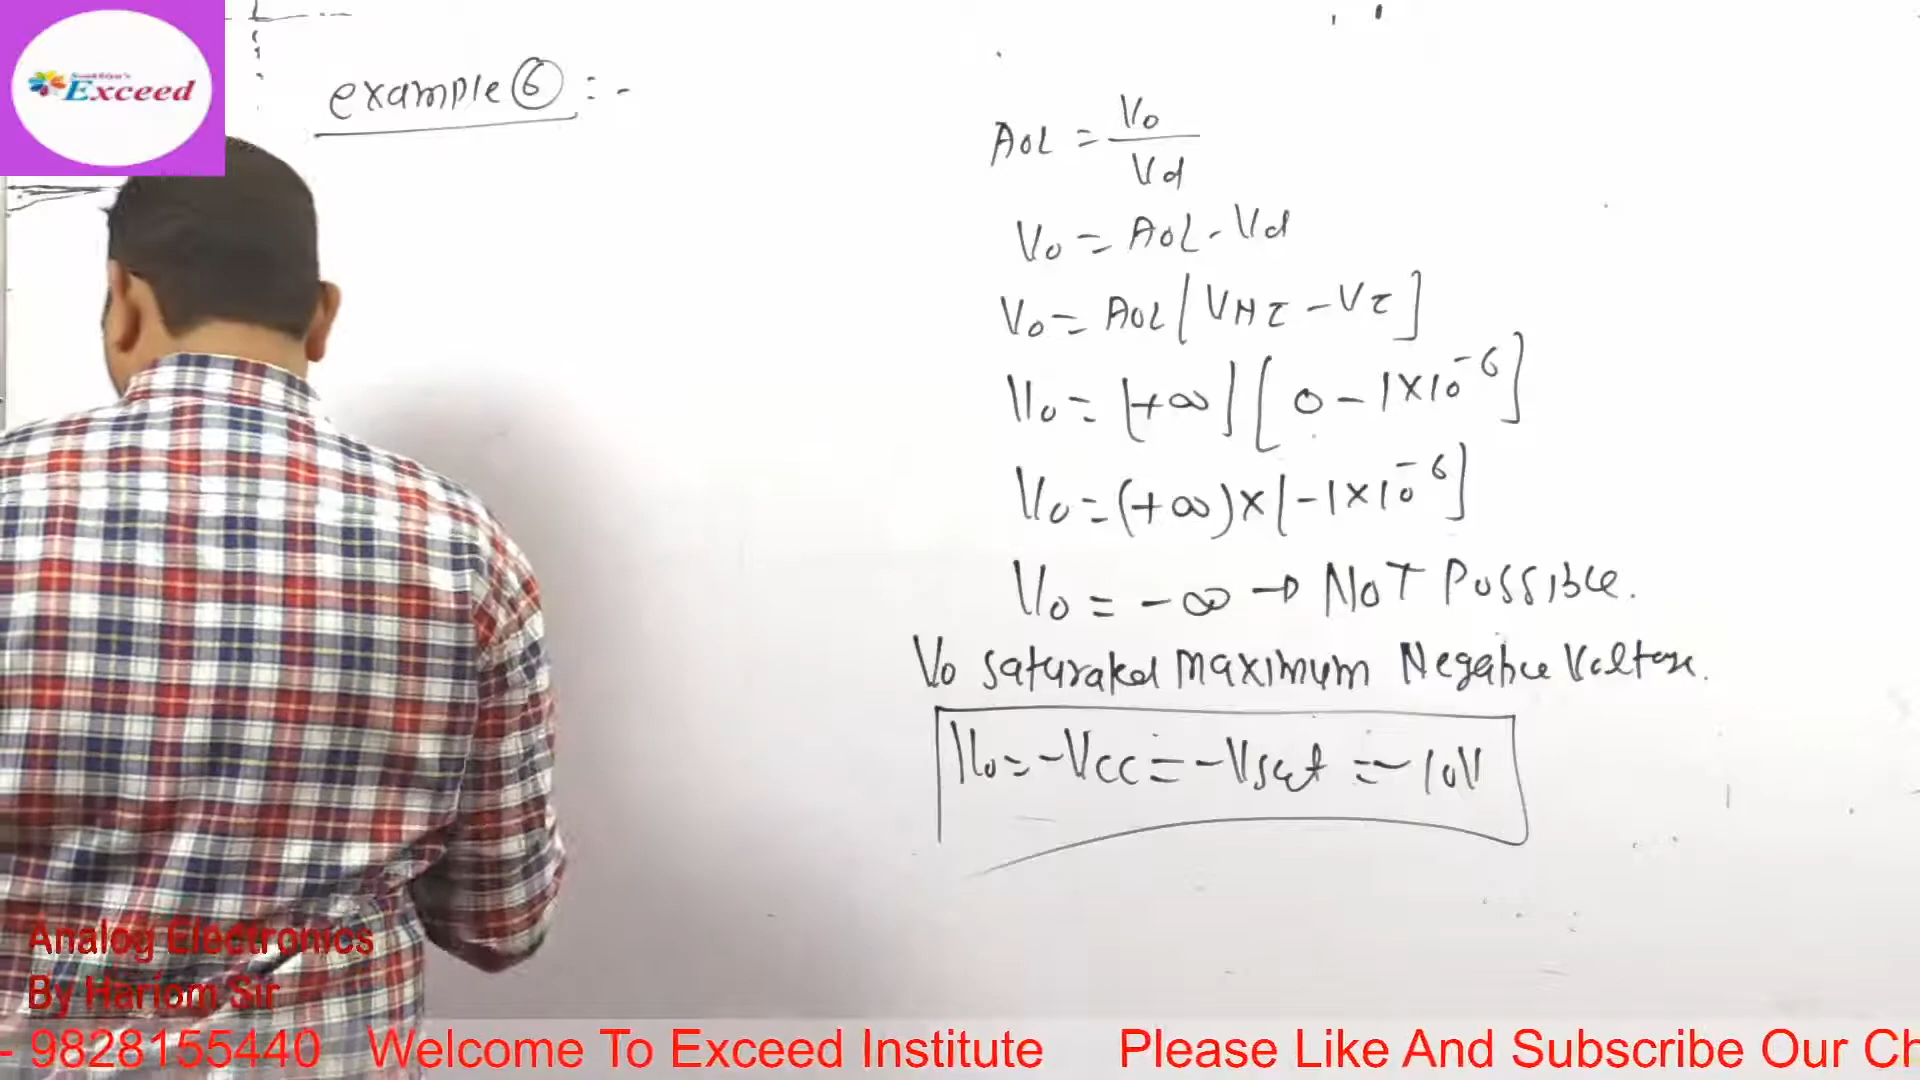 Exceed
example 6 :-
AOL = Vo / Vd
Vo = AOL - Vd
Vo = AOL [VNI - VI]
Vo = [+∞] [0 - 1×10⁻⁶]
Vo = (+∞) × [-1×10⁻⁶]
Vo = -∞ → NOT Possible.
Vo saturated maximum Negative Voltage.
Vo = -VCC = -Vsat = -10V
Analog Electronics
By Hariom Sir
- 9828155440 Welcome To Exceed Institute Please Like And Subscribe Our Ch